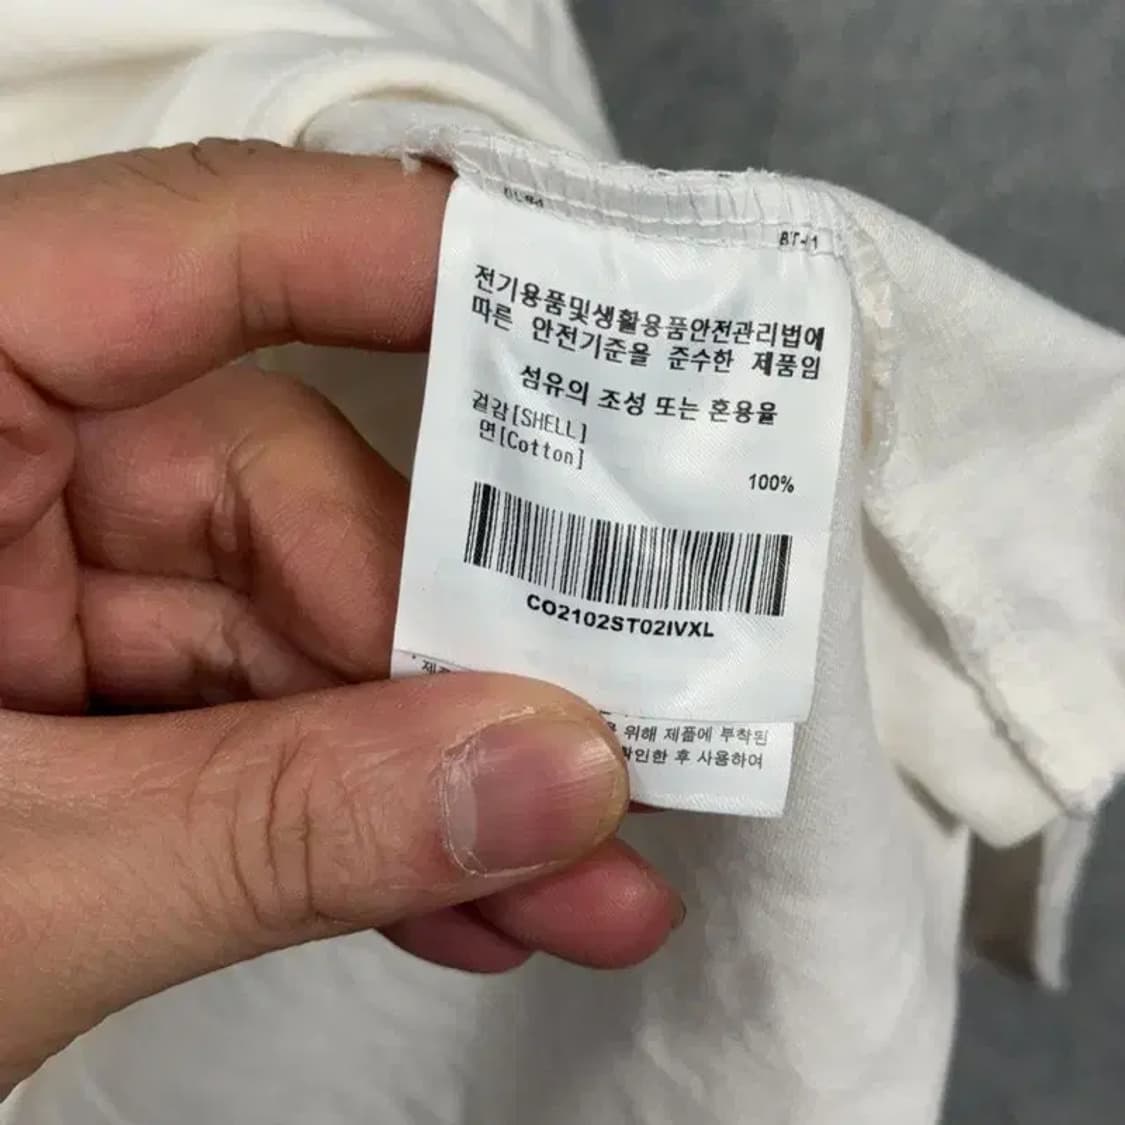 BT-01
전기용품및생활용품안전관리법에
따른 안전기준을 준수한 제품임
섬유의 조성 또는 혼용율
겉감[SHELL]
면[Cotton]
100%
CO2102ST02IVXL
위해 제품에 부착된
확인한 후 사용하여